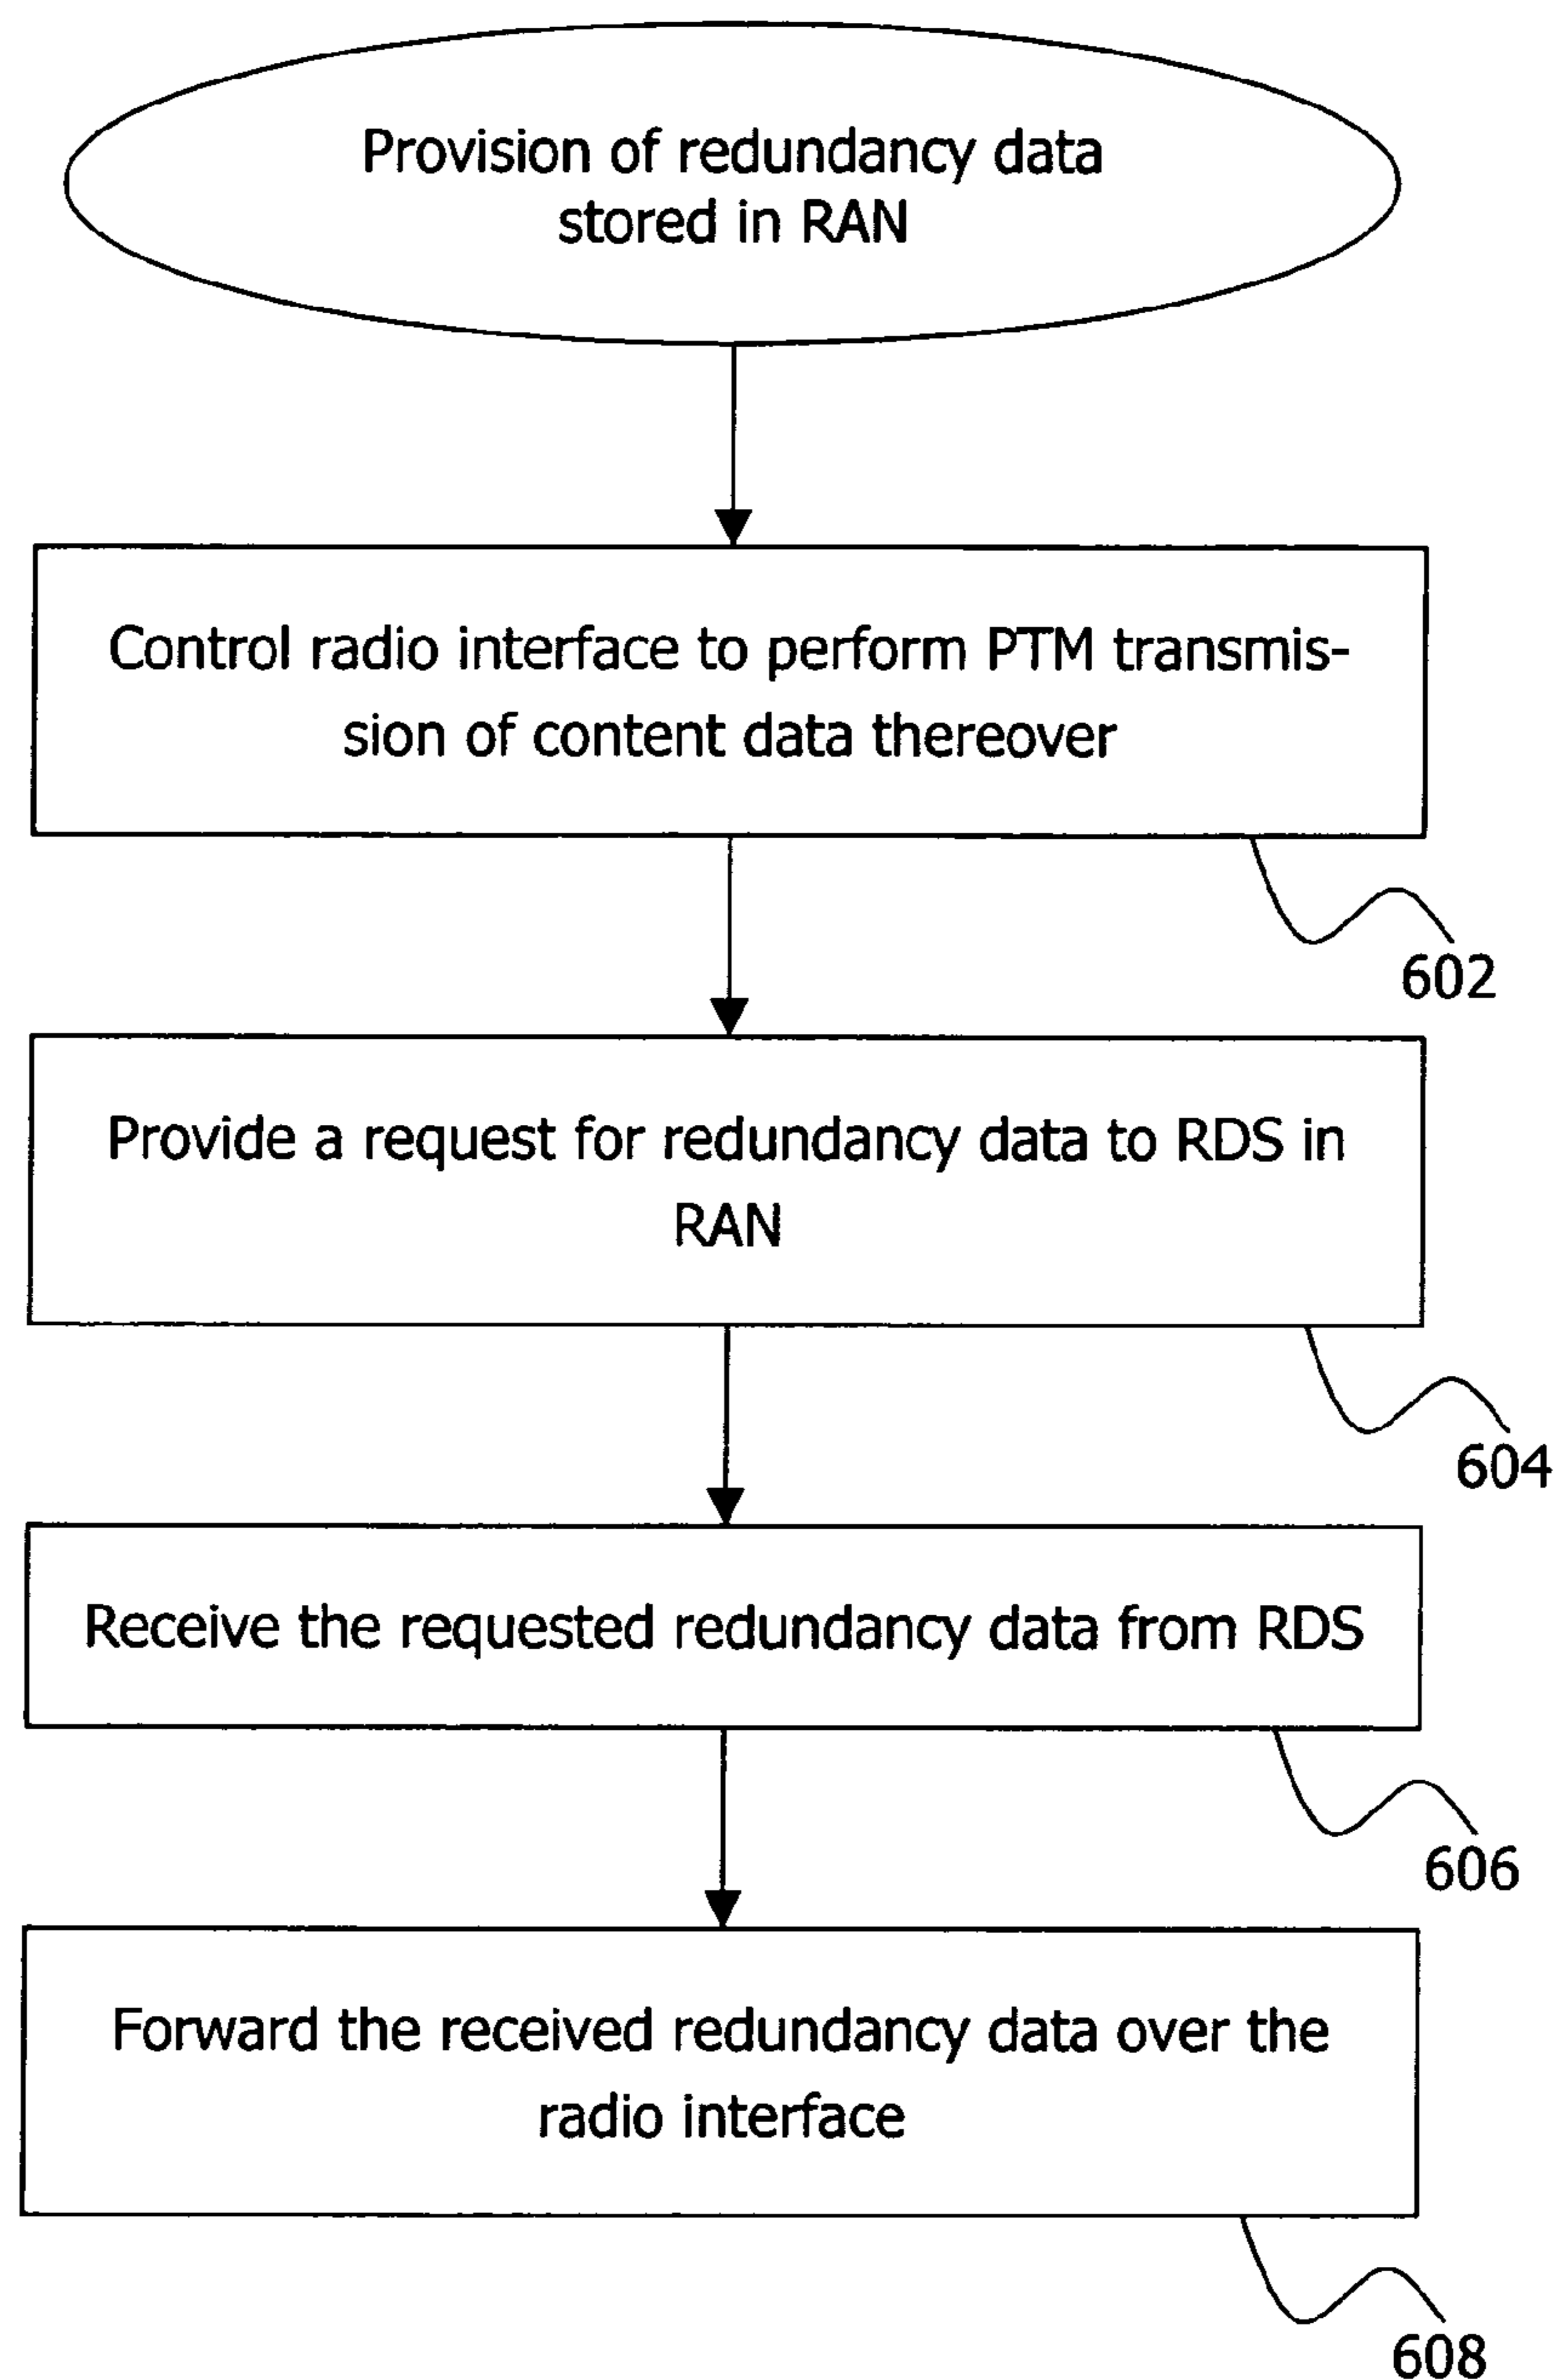 Provision of redundancy data
stored in RAN
Control radio interface to perform PTM transmis-
sion of content data thereover
602
Provide a request for redundancy data to RDS in
RAN
604
Receive the requested redundancy data from RDS
606
Forward the received redundancy data over the
radio interface
608